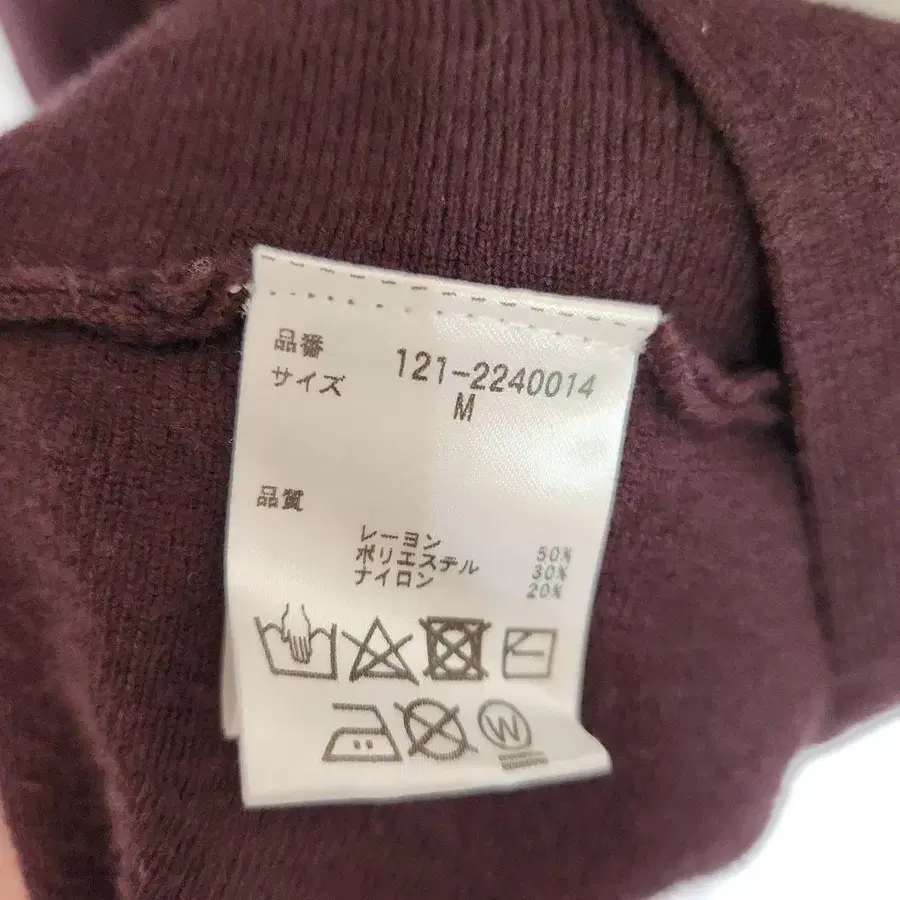 品番 121-2240014
サイズ M
品質
レーヨン 50%
ポリエステル 30%
ナイロン 20%
W